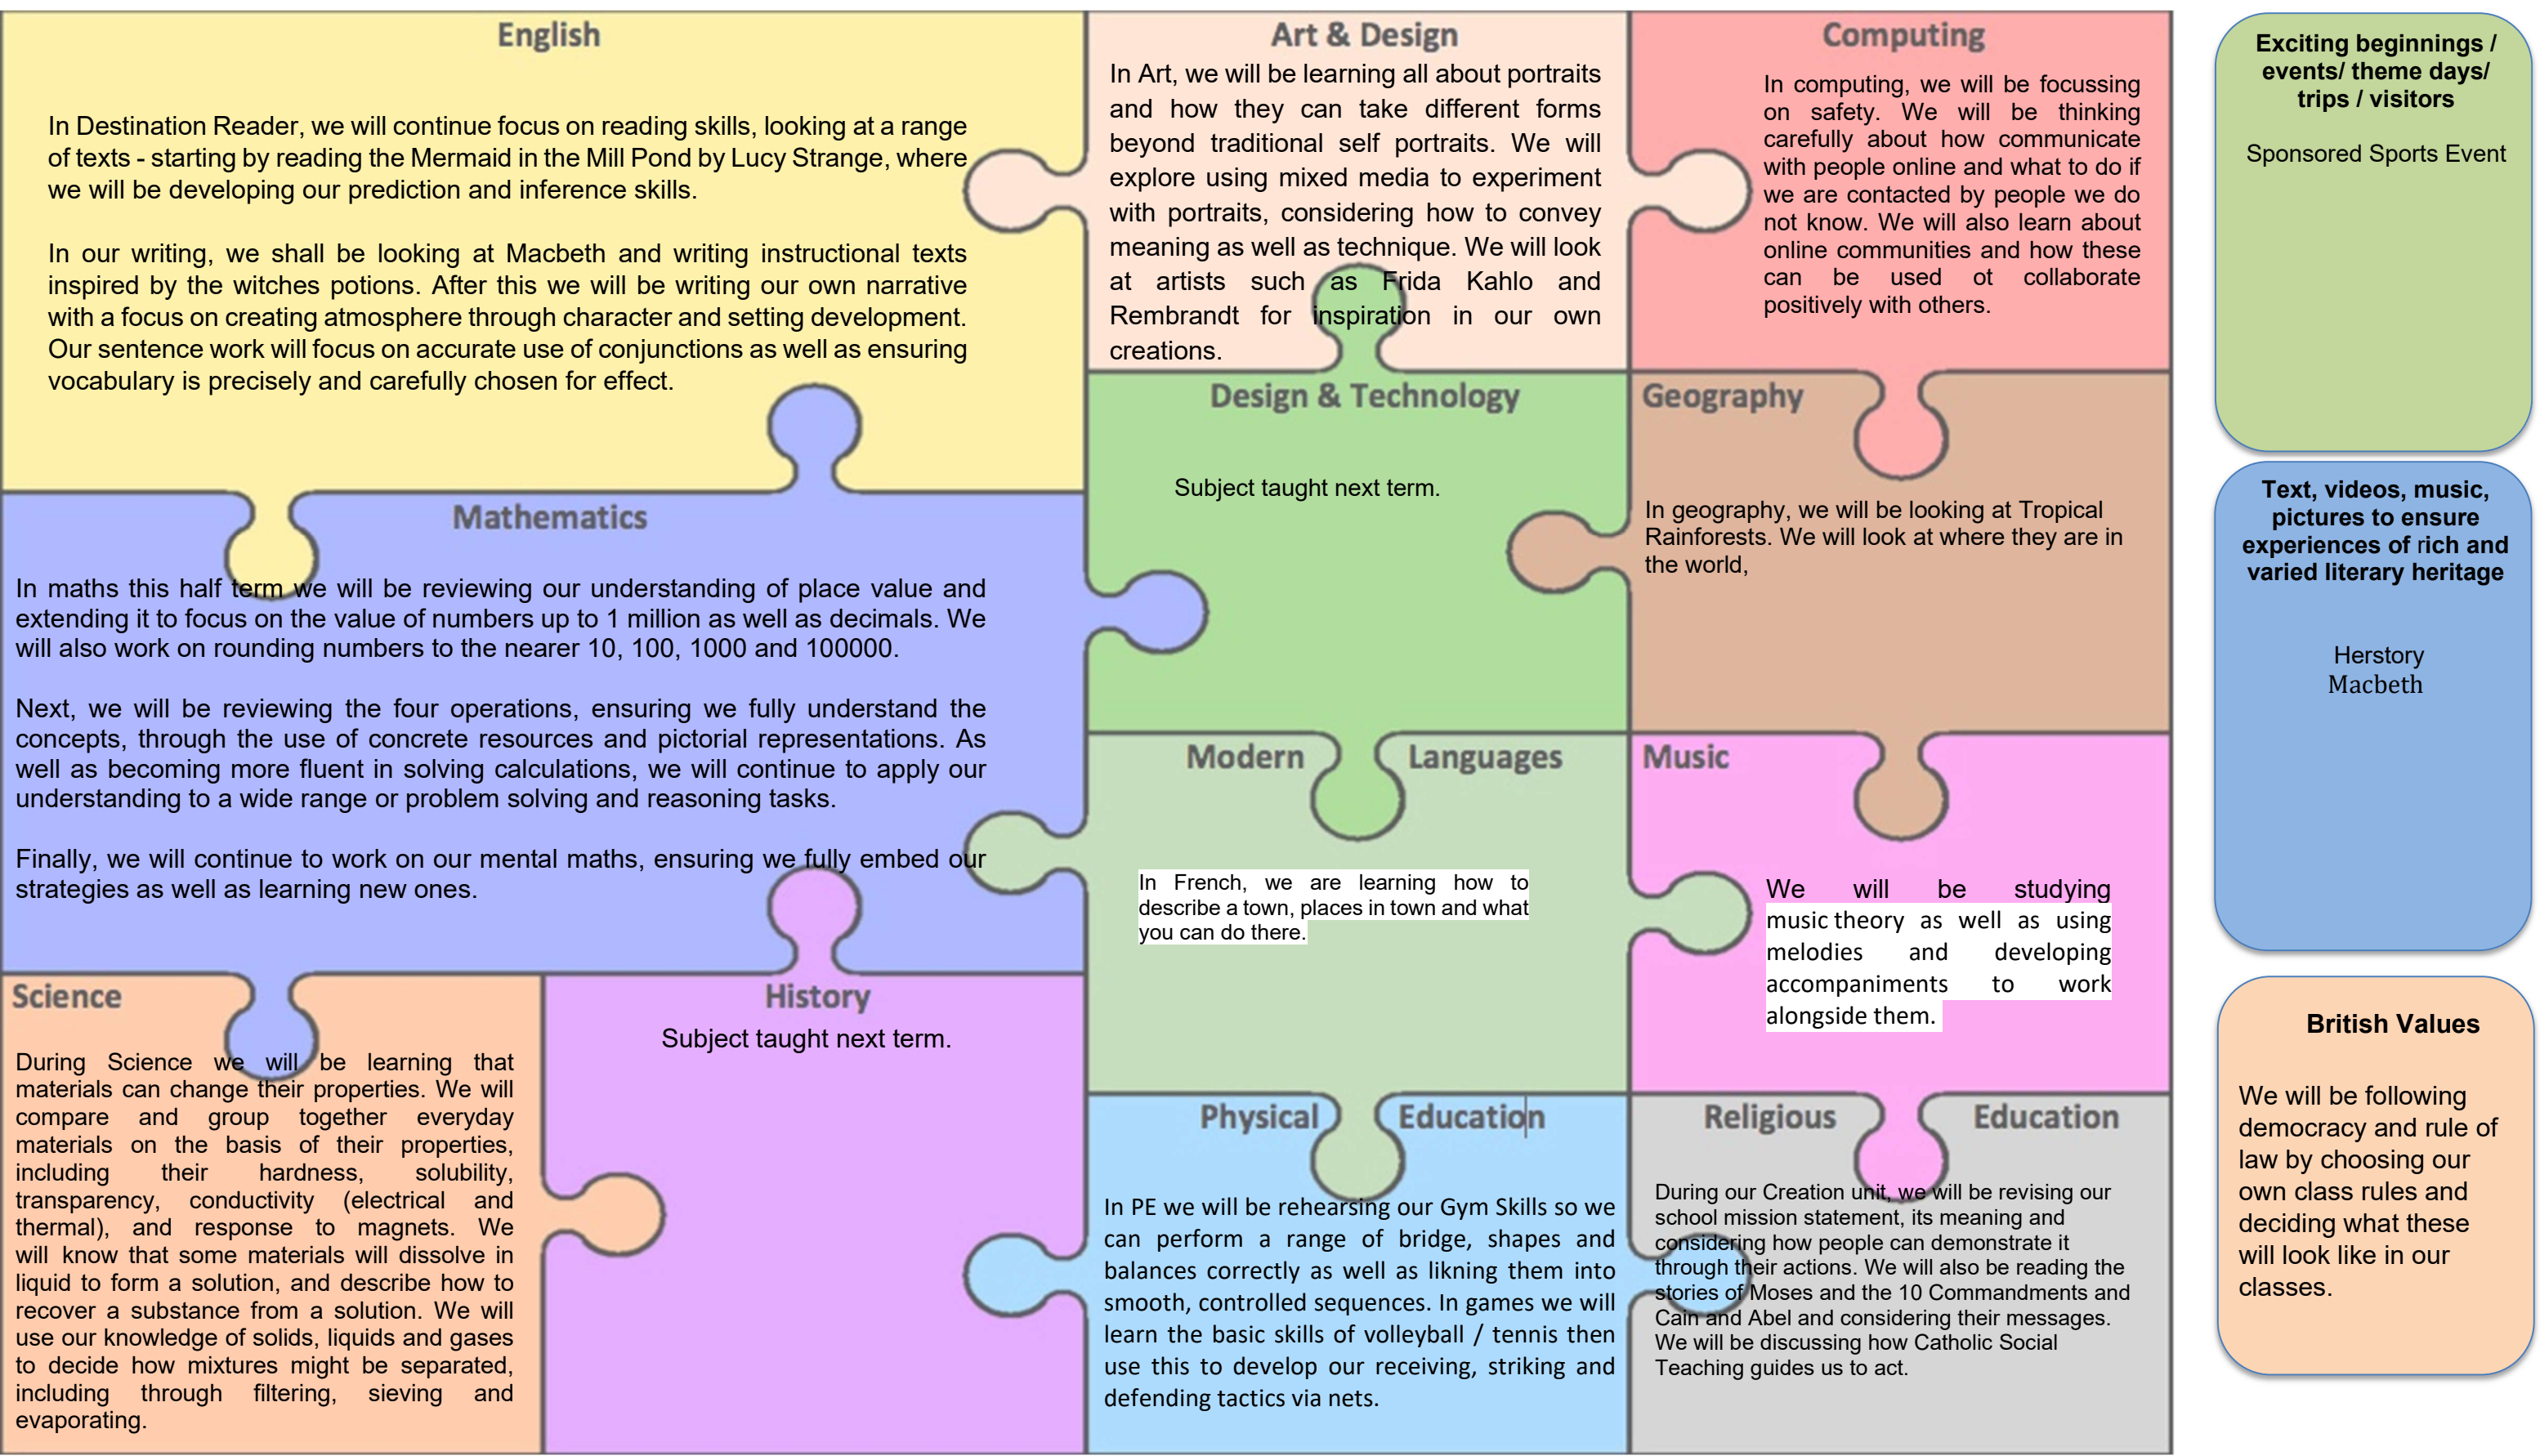 English
In Destination Reader, we will continue focus on reading skills, looking at a range
of texts - starting by reading the Mermaid in the Mill Pond by Lucy Strange, where
we will be developing our prediction and inference skills.
In our writing, we shall be looking at Macbeth and writing instructional texts
inspired by the witches potions. After this we will be writing our own narrative
with a focus on creating atmosphere through character and setting development.
Our sentence work will focus on accurate use of conjunctions as well as ensuring
vocabulary is precisely and carefully chosen for effect.
Art & Design
In Art, we will be learning all about portraits
and how they can take different forms
beyond traditional self portraits. We will
explore using mixed media to experiment
with portraits, considering how to convey
meaning as well as technique. We will look
at artists such as Frida Kahlo and
Rembrandt for inspiration in our own
creations.
Computing
In computing, we will be focussing
on safety. We will be thinking
carefully about how communicate
with people online and what to do if
we are contacted by people we do
not know. We will also learn about
online communities and how these
can be used ot collaborate
positively with others.
Exciting beginnings /
events/ theme days/
trips / visitors
Sponsored Sports Event
Mathematics
In maths this half term we will be reviewing our understanding of place value and
extending it to focus on the value of numbers up to 1 million as well as decimals. We
will also work on rounding numbers to the nearer 10, 100, 1000 and 100000.
Next, we will be reviewing the four operations, ensuring we fully understand the
concepts, through the use of concrete resources and pictorial representations. As
well as becoming more fluent in solving calculations, we will continue to apply our
understanding to a wide range or problem solving and reasoning tasks.
Finally, we will continue to work on our mental maths, ensuring we fully embed our
strategies as well as learning new ones.
Design & Technology
Subject taught next term.
Geography
In geography, we will be looking at Tropical
Rainforests. We will look at where they are in
the world,
Text, videos, music,
pictures to ensure
experiences of rich and
varied literary heritage
Herstory
Macbeth
Modern Languages
In French, we are learning how to
describe a town, places in town and what
you can do there.
Music
We will be studying
music theory as well as using
melodies and developing
accompaniments to work
alongside them.
Science
During Science we will be learning that
materials can change their properties. We will
compare and group together everyday
materials on the basis of their properties,
including their hardness, solubility,
transparency, conductivity (electrical and
thermal), and response to magnets. We
will know that some materials will dissolve in
liquid to form a solution, and describe how to
recover a substance from a solution. We will
use our knowledge of solids, liquids and gases
to decide how mixtures might be separated,
including through filtering, sieving and
evaporating.
History
Subject taught next term.
Physical Education
In PE we will be rehearsing our Gym Skills so we
can perform a range of bridge, shapes and
balances correctly as well as likning them into
smooth, controlled sequences. In games we will
learn the basic skills of volleyball / tennis then
use this to develop our receiving, striking and
defending tactics via nets.
Religious Education
During our Creation unit, we will be revising our
school mission statement, its meaning and
considering how people can demonstrate it
through their actions. We will also be reading the
stories of Moses and the 10 Commandments and
Cain and Abel and considering their messages.
We will be discussing how Catholic Social
Teaching guides us to act.
British Values
We will be following
democracy and rule of
law by choosing our
own class rules and
deciding what these
will look like in our
classes.